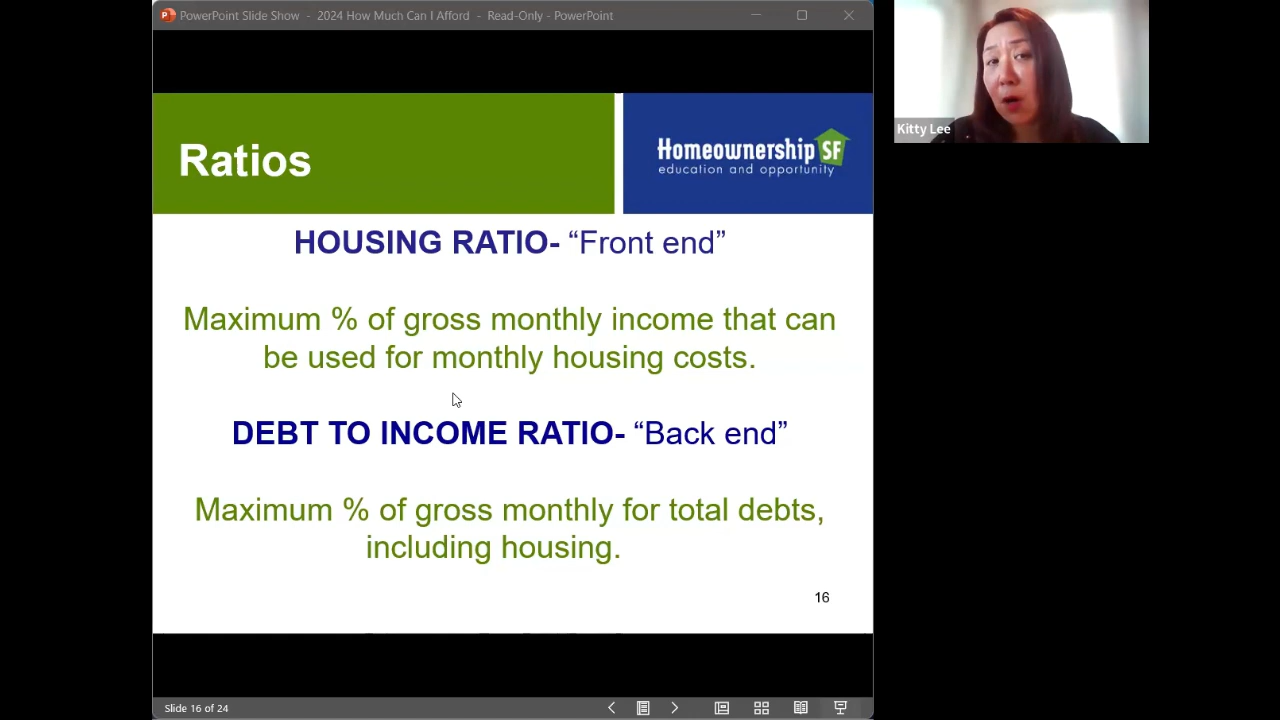 PowerPoint Slide Show - 2024 How Much Can I Afford - Read-Only - PowerPoint
Kitty Lee
Ratios
Homeownership SF
education and opportunity
HOUSING RATIO- “Front end”
Maximum % of gross monthly income that can
be used for monthly housing costs.
DEBT TO INCOME RATIO- “Back end”
Maximum % of gross monthly for total debts,
including housing.
16
Slide 16 of 24